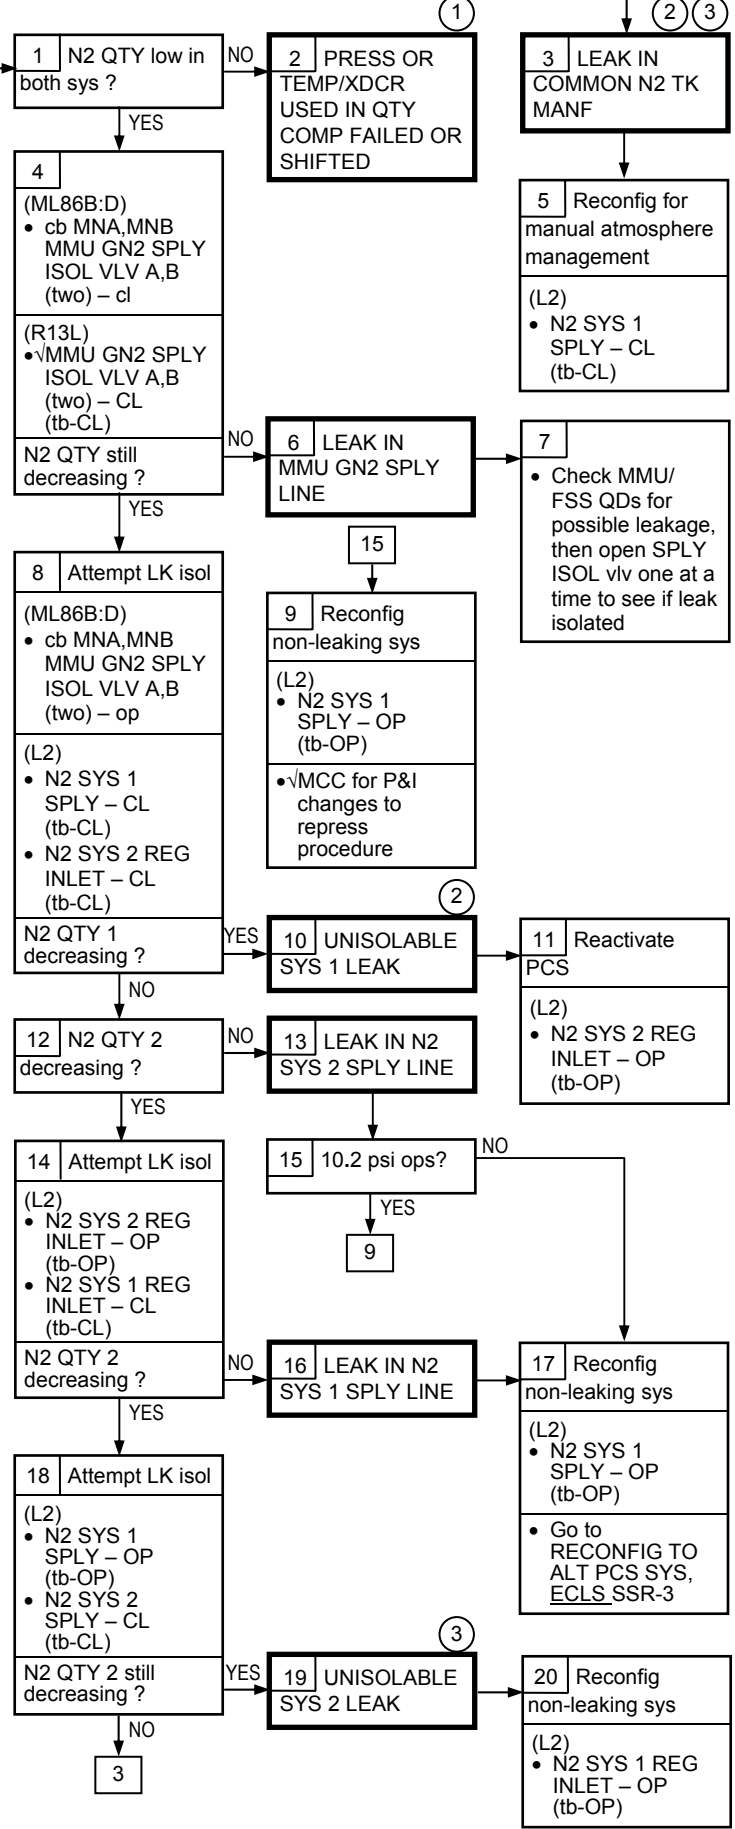 1
2
3
1 N2 QTY low in
both sys ?
NO
YES
2 PRESS OR
TEMP/XDCR
USED IN QTY
COMP FAILED OR
SHIFTED
3 LEAK IN
COMMON N2 TK
MANF
4
(ML86B:D)
• cb MNA,MNB
MMU GN2 SPLY
ISOL VLV A,B
(two) – cl
(R13L)
•√MMU GN2 SPLY
ISOL VLV A,B
(two) – CL
(tb-CL)
N2 QTY still
decreasing ?
NO
YES
5 Reconfig for
manual atmosphere
management
(L2)
• N2 SYS 1
SPLY – CL
(tb-CL)
6 LEAK IN
MMU GN2 SPLY
LINE
7
• Check MMU/
FSS QDs for
possible leakage,
then open SPLY
ISOL vlv one at a
time to see if leak
isolated
8 Attempt LK isol
(ML86B:D)
• cb MNA,MNB
MMU GN2 SPLY
ISOL VLV A,B
(two) – op
(L2)
• N2 SYS 1
SPLY – CL
(tb-CL)
• N2 SYS 2 REG
INLET – CL
(tb-CL)
N2 QTY 1
decreasing ?
YES
NO
15
9 Reconfig
non-leaking sys
(L2)
• N2 SYS 1
SPLY – OP
(tb-OP)
•√MCC for P&I
changes to
repress
procedure
2
10 UNISOLABLE
SYS 1 LEAK
11 Reactivate
PCS
(L2)
• N2 SYS 2 REG
INLET – OP
(tb-OP)
12 N2 QTY 2
decreasing ?
NO
YES
13 LEAK IN N2
SYS 2 SPLY LINE
14 Attempt LK isol
(L2)
• N2 SYS 2 REG
INLET – OP
(tb-OP)
• N2 SYS 1 REG
INLET – CL
(tb-CL)
N2 QTY 2
decreasing ?
NO
YES
15 10.2 psi ops?
NO
YES
9
16 LEAK IN N2
SYS 1 SPLY LINE
17 Reconfig
non-leaking sys
(L2)
• N2 SYS 1
SPLY – OP
(tb-OP)
• Go to
RECONFIG TO
ALT PCS SYS,
ECLS SSR-3
18 Attempt LK isol
(L2)
• N2 SYS 1
SPLY – OP
(tb-OP)
• N2 SYS 2
SPLY – CL
(tb-CL)
N2 QTY 2 still
decreasing ?
YES
NO
3
3
19 UNISOLABLE
SYS 2 LEAK
20 Reconfig
non-leaking sys
(L2)
• N2 SYS 1 REG
INLET – OP
(tb-OP)